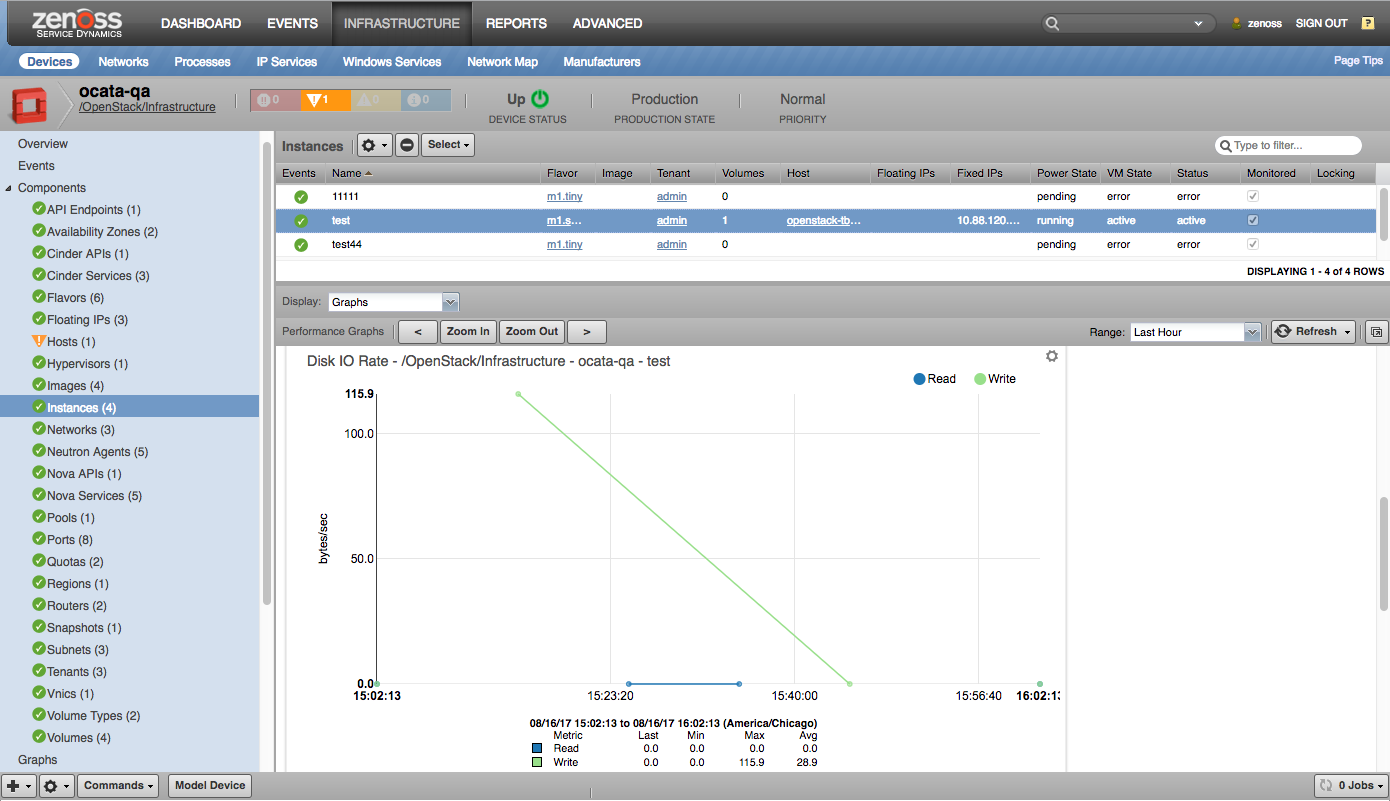 zenoss
SERVICE DYNAMICS
DASHBOARD EVENTS INFRASTRUCTURE REPORTS ADVANCED
zenoss SIGN OUT ?
Devices Networks Processes IP Services Windows Services Network Map Manufacturers Page Tips
ocata-qa
/OpenStack/Infrastructure
0 1 0 0
Up
DEVICE STATUS
Production
PRODUCTION STATE
Normal
PRIORITY
Overview
Events
Components
API Endpoints (1)
Availability Zones (2)
Cinder APIs (1)
Cinder Services (3)
Flavors (6)
Floating IPs (3)
Hosts (1)
Hypervisors (1)
Images (4)
Instances (4)
Networks (3)
Neutron Agents (5)
Nova APIs (1)
Nova Services (5)
Pools (1)
Ports (8)
Quotas (2)
Regions (1)
Routers (2)
Snapshots (1)
Subnets (3)
Tenants (3)
Vnics (1)
Volume Types (2)
Volumes (4)
Graphs
Instances Select Type to filter...
Events Name Flavor Image Tenant Volumes Host Floating IPs Fixed IPs Power State VM State Status Monitored Locking
11111 m1.tiny admin 0 pending error error
test m1.s... admin 1 openstack-tb... 10.88.120.... running active active
test44 m1.tiny admin 0 pending error error
DISPLAYING 1 - 4 of 4 ROWS
Display: Graphs
Performance Graphs < Zoom In Zoom Out > Range: Last Hour Refresh
Disk IO Rate - /OpenStack/Infrastructure - ocata-qa - test
Read Write
115.9
100.0
bytes/sec
50.0
0.0
15:02:13 15:23:20 15:40:00 15:56:40 16:02:13
08/16/17 15:02:13 to 08/16/17 16:02:13 (America/Chicago)
Metric Last Min Max Avg
Read 0.0 0.0 0.0 0.0
Write 0.0 0.0 115.9 28.9
Commands Model Device 0 Jobs